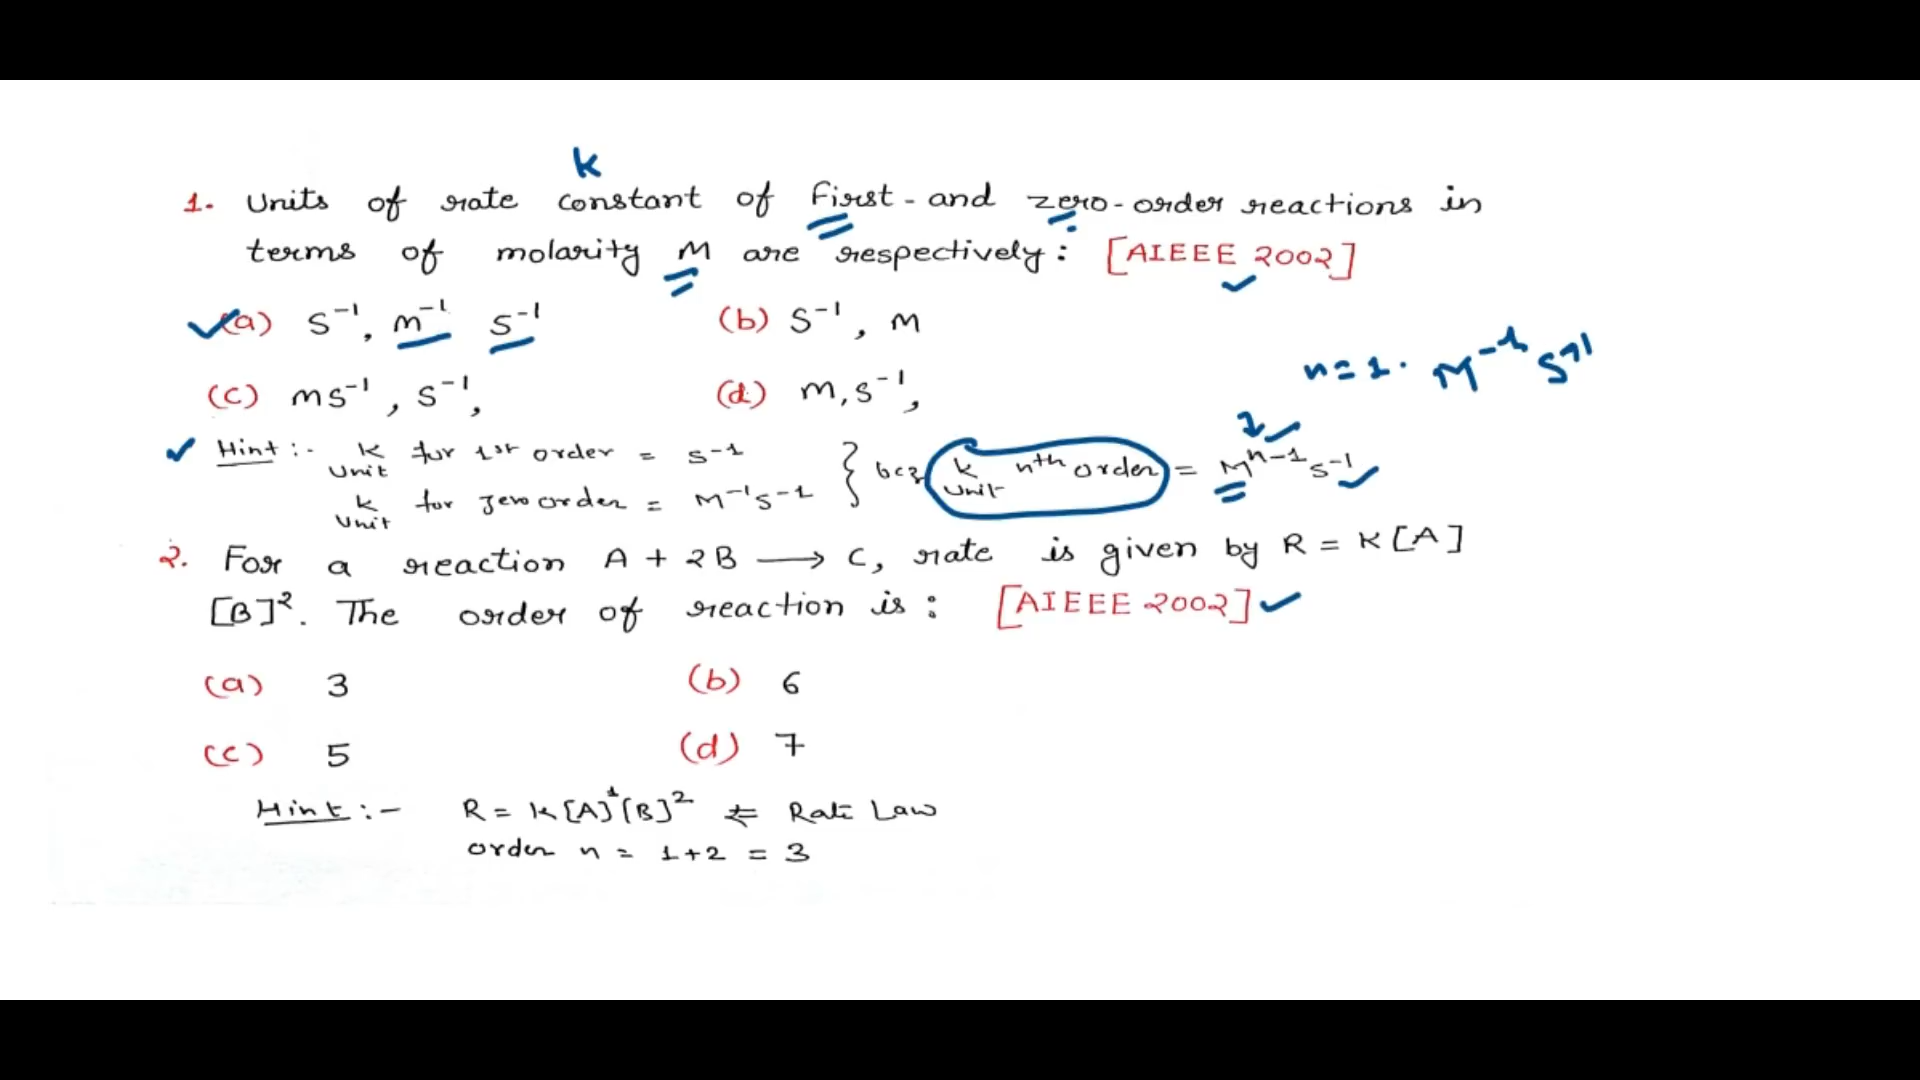 K
1. Units of rate constant of First-and zero-order reactions in
terms of molarity M are respectively: [AIEEE 2002]
(a) S⁻¹, m⁻¹ S⁻¹
(b) S⁻¹, M
(c) ms⁻¹, S⁻¹,
(d) m, s⁻¹,
n=1. M⁻¹ S⁻¹
Hint:- K unit for 1st order = s⁻¹
K unit for zero order = M⁻¹s⁻¹
} bcz K unit nth order = Mⁿ⁻¹ s⁻¹
2. For a reaction A + 2B ⟶ C, rate is given by R = K[A]
[B]². The order of reaction is: [AIEEE 2002]
(a) 3
(b) 6
(c) 5
(d) 7
Hint:- R = K[A]¹[B]² ⇐ Rate Law
order n = 1+2 = 3